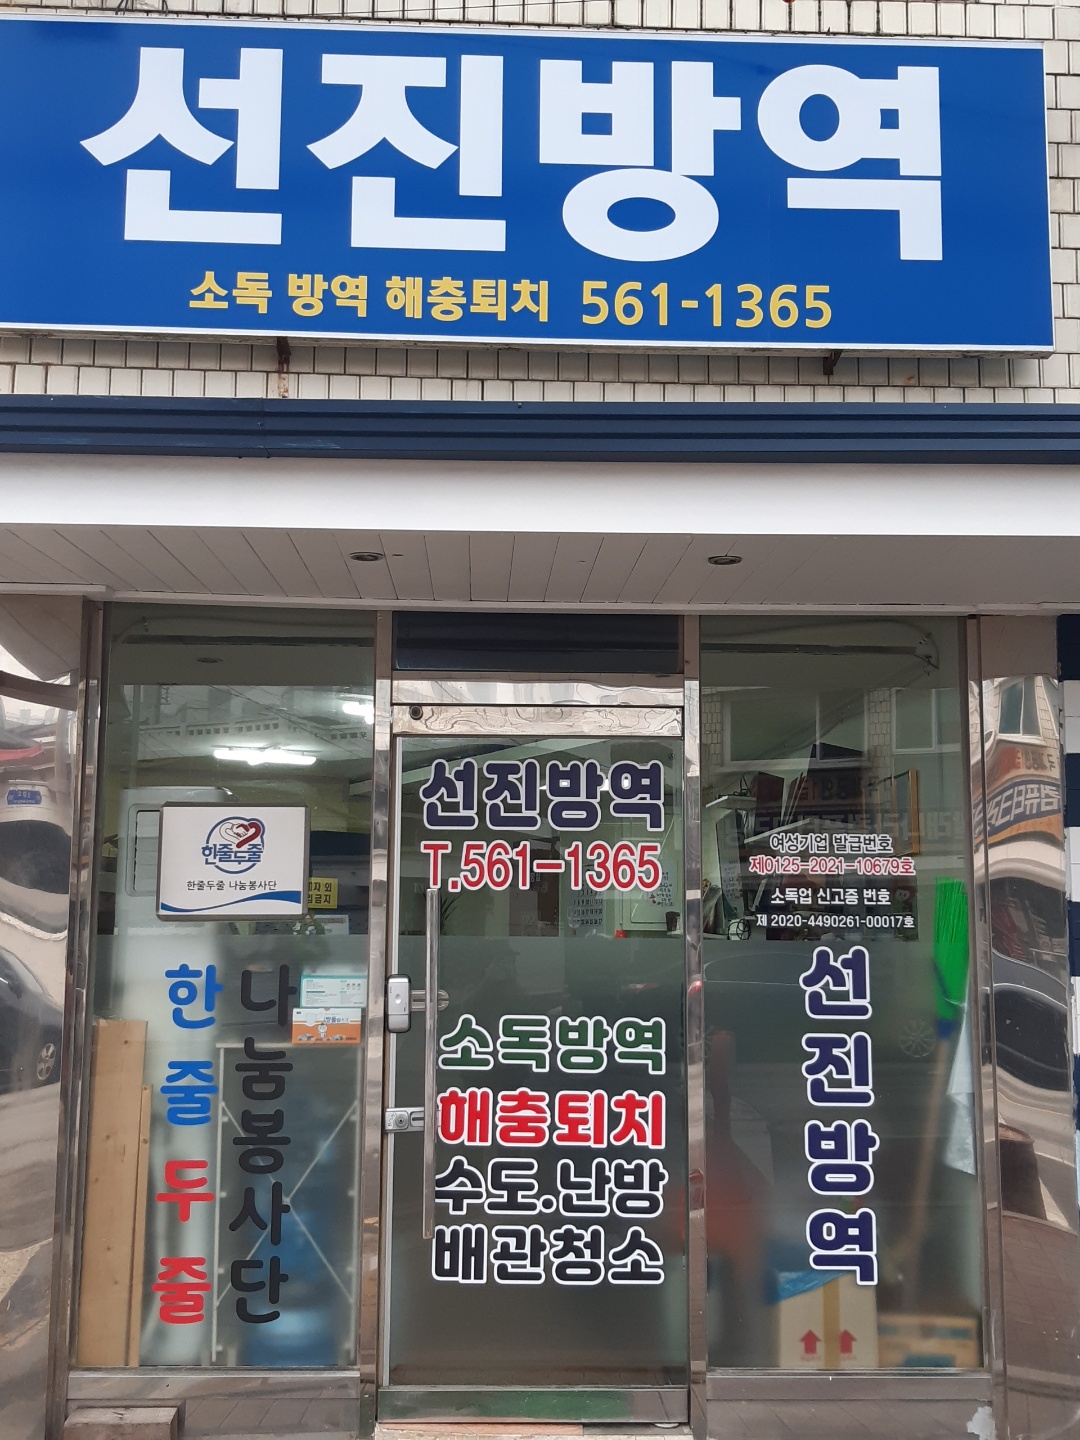 선진방역
소독 방역 해충퇴치 561-1365
한줄두줄
한줄두줄 나눔봉사단
한줄두줄
나눔봉사단
선진방역
T.561-1365
소독방역
해충퇴치
수도.난방
배관청소
여성기업 발급번호
제0125-2021-10679호
소독업 신고증 번호
제 2020-4490261-00017호
선진방역